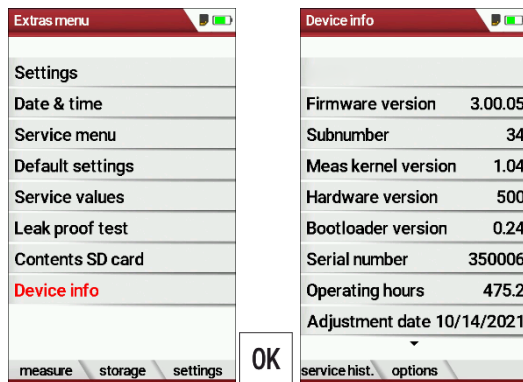 Extras menu
Settings
Date & time
Service menu
Default settings
Service values
Leak proof test
Contents SD card
Device info
measure storage settings
OK
Device info
Firmware version 3.00.05
Subnumber 34
Meas kernel version 1.04
Hardware version 500
Bootloader version 0.24
Serial number 350006
Operating hours 475.2
Adjustment date 10/14/2021
service hist. options